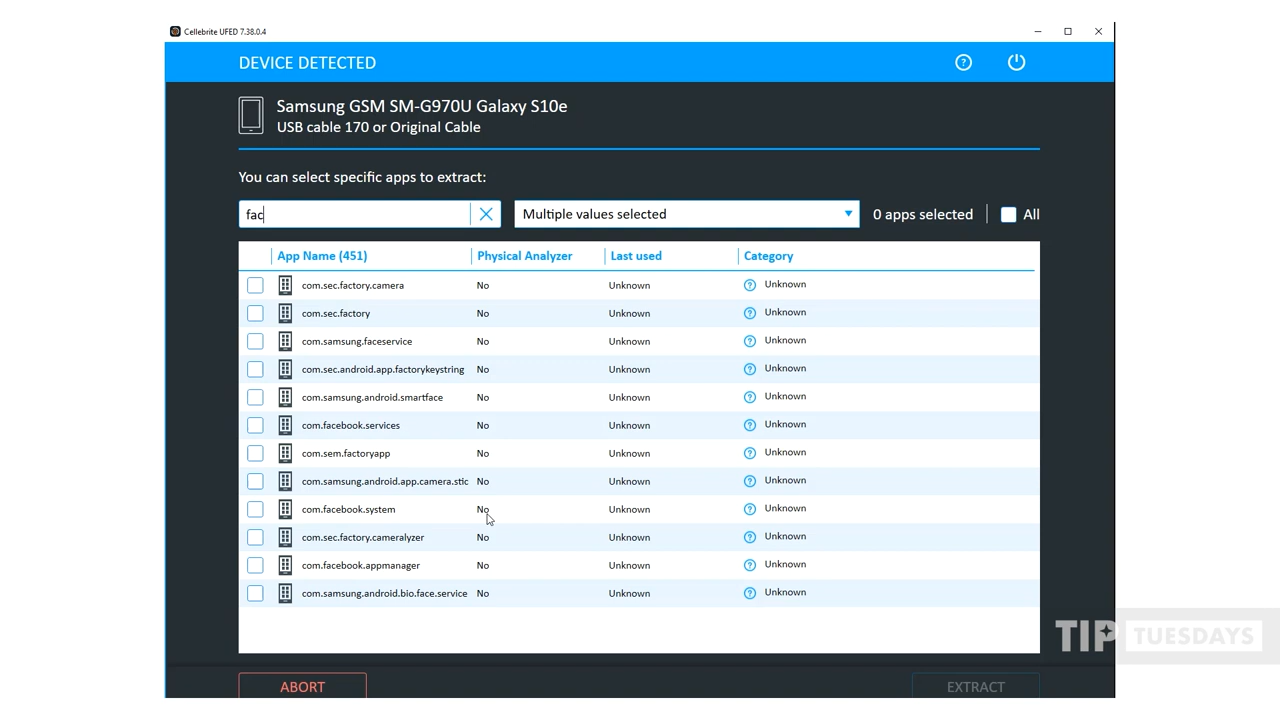 Cellebrite UFED 7.38.0.4
DEVICE DETECTED
Samsung GSM SM-G970U Galaxy S10e
USB cable 170 or Original Cable
You can select specific apps to extract:
fac Multiple values selected 0 apps selected All
App Name (451) Physical Analyzer Last used Category
com.sec.factory.camera No Unknown Unknown
com.sec.factory No Unknown Unknown
com.samsung.faceservice No Unknown Unknown
com.sec.android.app.factorykeystring No Unknown Unknown
com.samsung.android.smartface No Unknown Unknown
com.facebook.services No Unknown Unknown
com.sem.factoryapp No Unknown Unknown
com.samsung.android.app.camera.stic No Unknown Unknown
com.facebook.system No Unknown Unknown
com.sec.factory.cameralyzer No Unknown Unknown
com.facebook.appmanager No Unknown Unknown
com.samsung.android.bio.face.service No Unknown Unknown
TIP TUESDAYS
ABORT EXTRACT